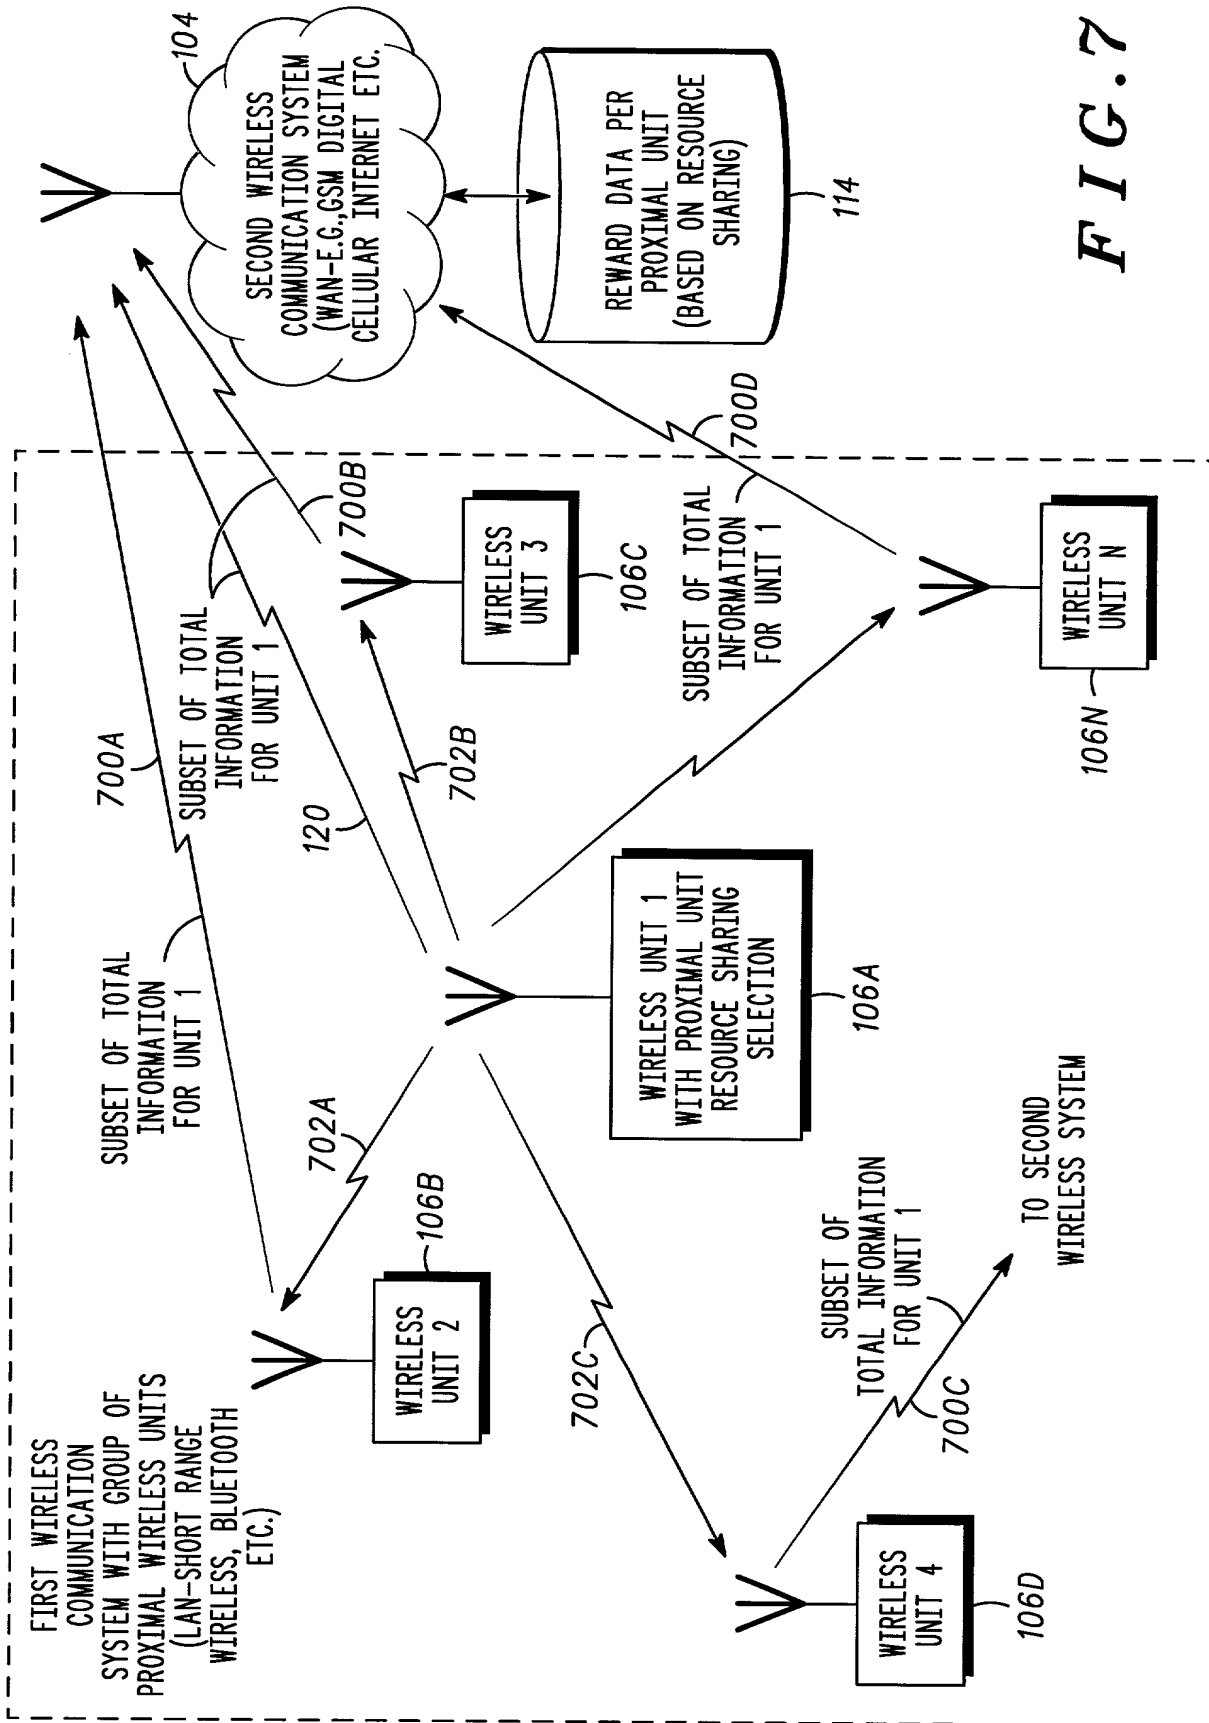 FIRST WIRELESS
COMMUNICATION
SYSTEM WITH GROUP OF
PROXIMAL WIRELESS UNITS
(LAN-SHORT RANGE
WIRELESS, BLUETOOTH
ETC.)
SUBSET OF TOTAL
INFORMATION
FOR UNIT 1
700A
SUBSET OF TOTAL
INFORMATION
FOR UNIT 1
104
SECOND WIRELESS
COMMUNICATION SYSTEM
(WAN-E.G.,GSM DIGITAL
CELLULAR INTERNET ETC.
120
700B
702A
WIRELESS
UNIT 2
106B
702B
WIRELESS
UNIT 3
106C
REWARD DATA PER
PROXIMAL UNIT
(BASED ON RESOURCE
SHARING)
114
702C
WIRELESS UNIT 1
WITH PROXIMAL UNIT
RESOURCE SHARING
SELECTION
106A
SUBSET OF TOTAL
INFORMATION
FOR UNIT 1
700D
WIRELESS
UNIT 4
106D
SUBSET OF
TOTAL INFORMATION
FOR UNIT 1
700C
TO SECOND
WIRELESS SYSTEM
WIRELESS
UNIT N
106N
FIG.7